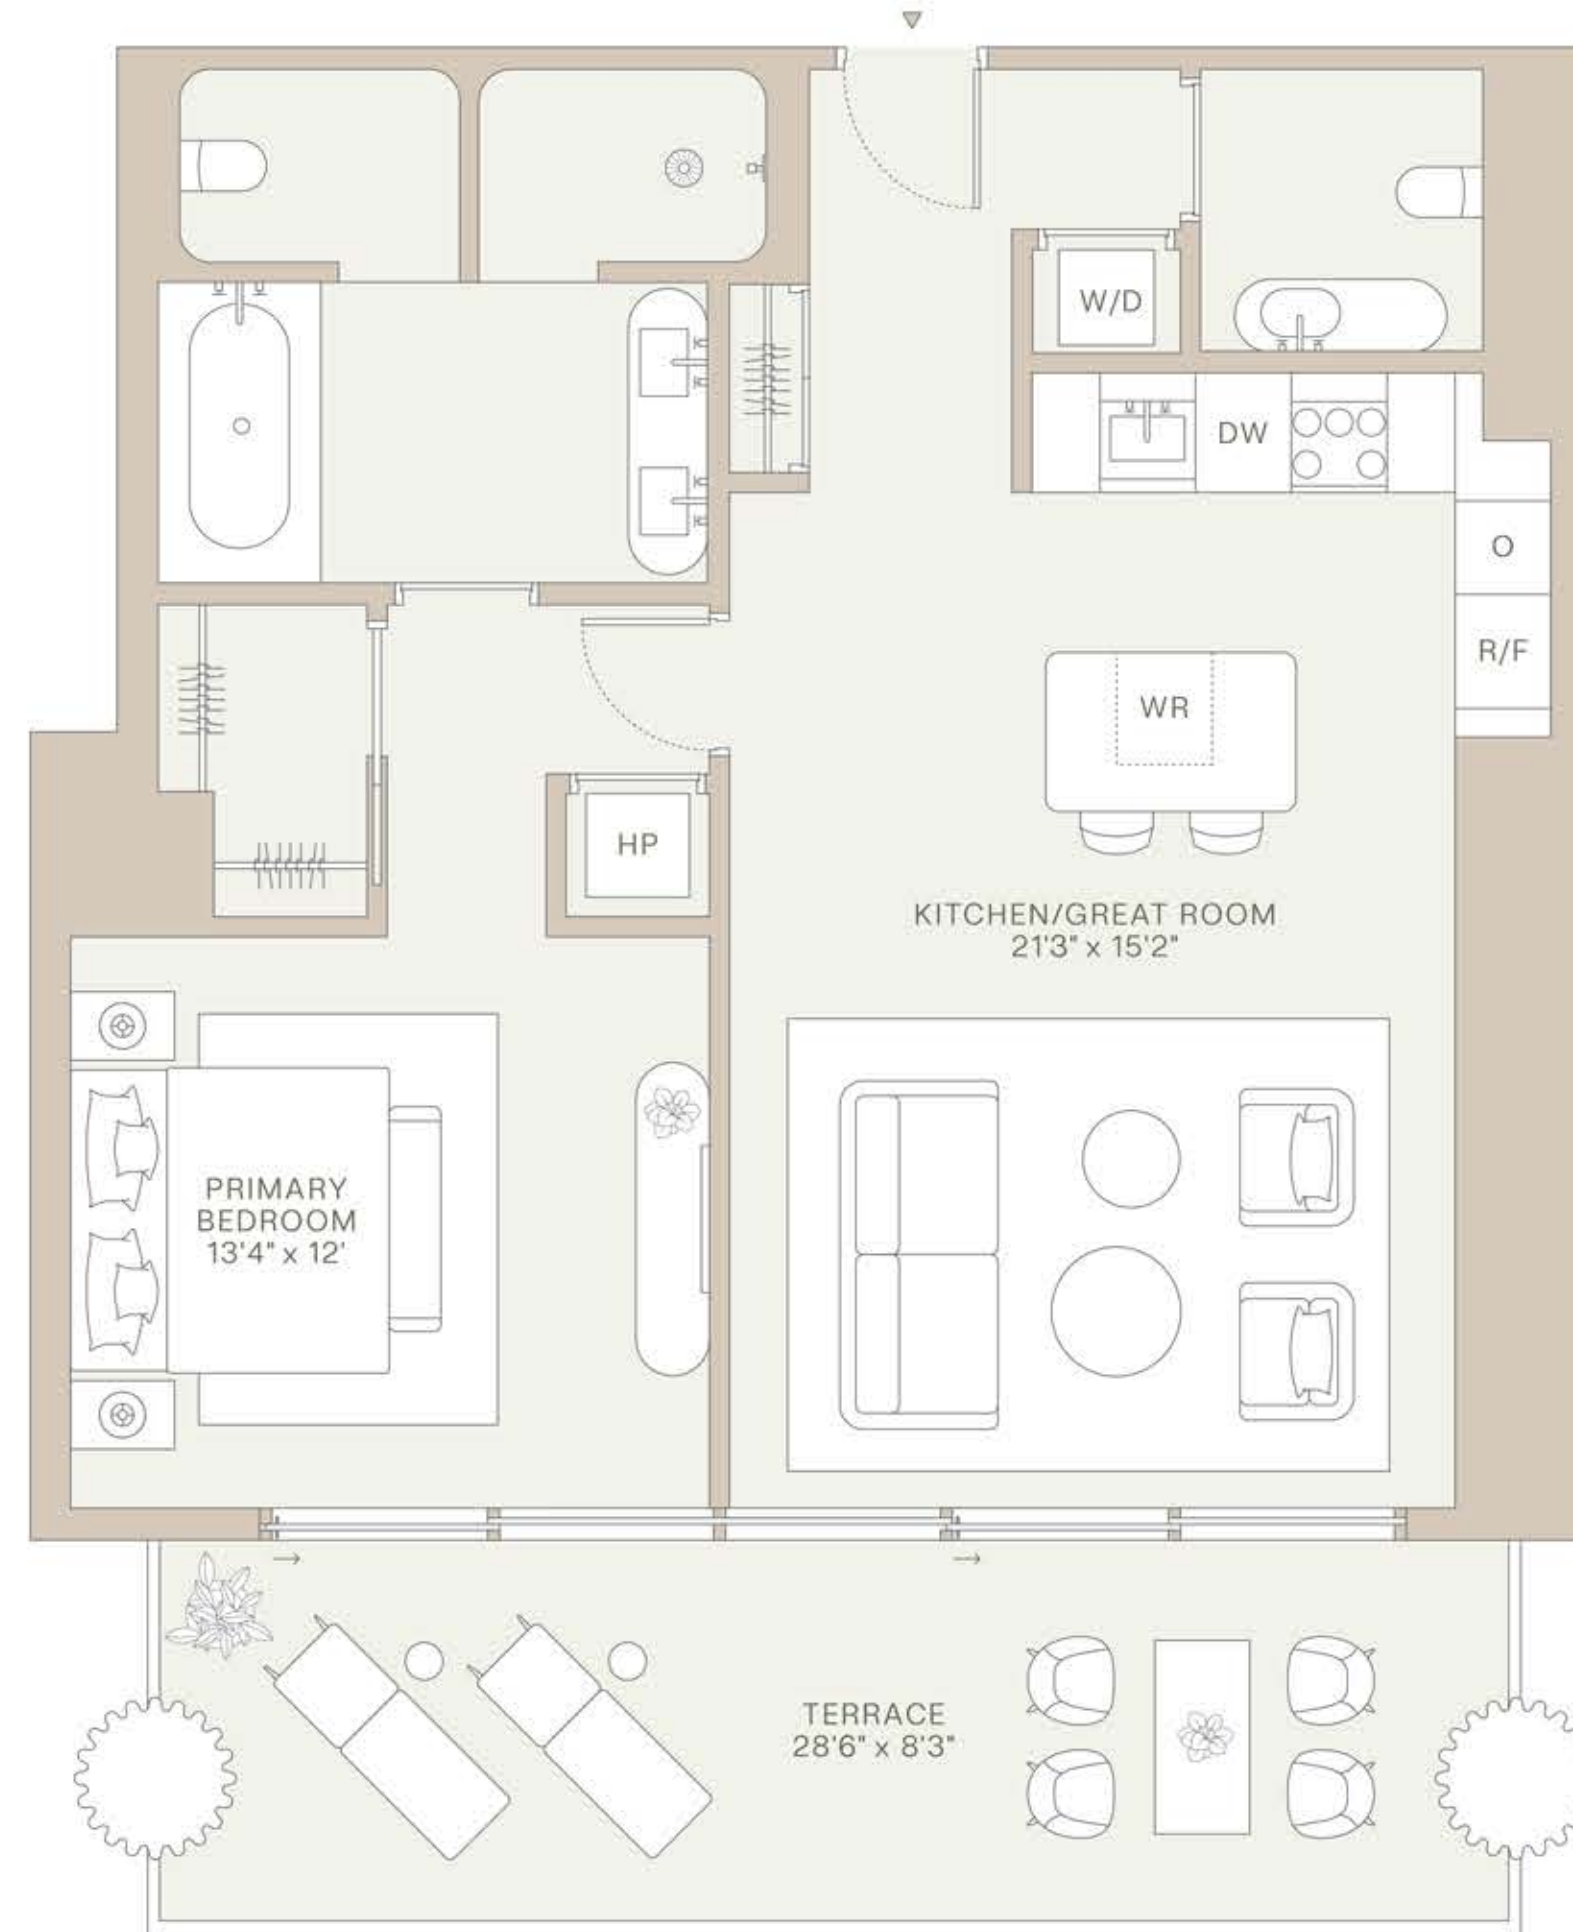 W/D
DW
O
R/F
WR
HP
KITCHEN/GREAT ROOM
21'3" x 15'2"
PRIMARY
BEDROOM
13'4" x 12'
TERRACE
28'6" x 8'3"